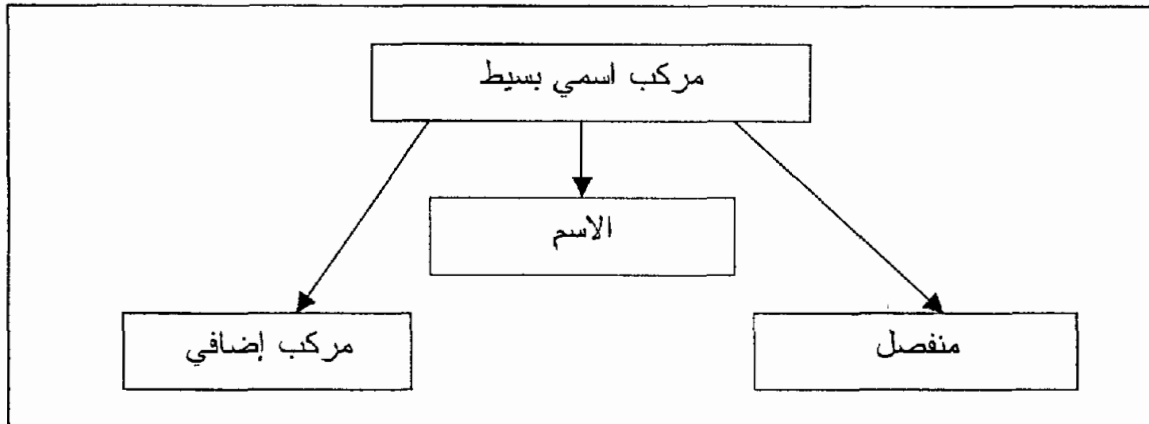 مركب اسمي بسيط
الاسم
منفصل
مركب إضافي